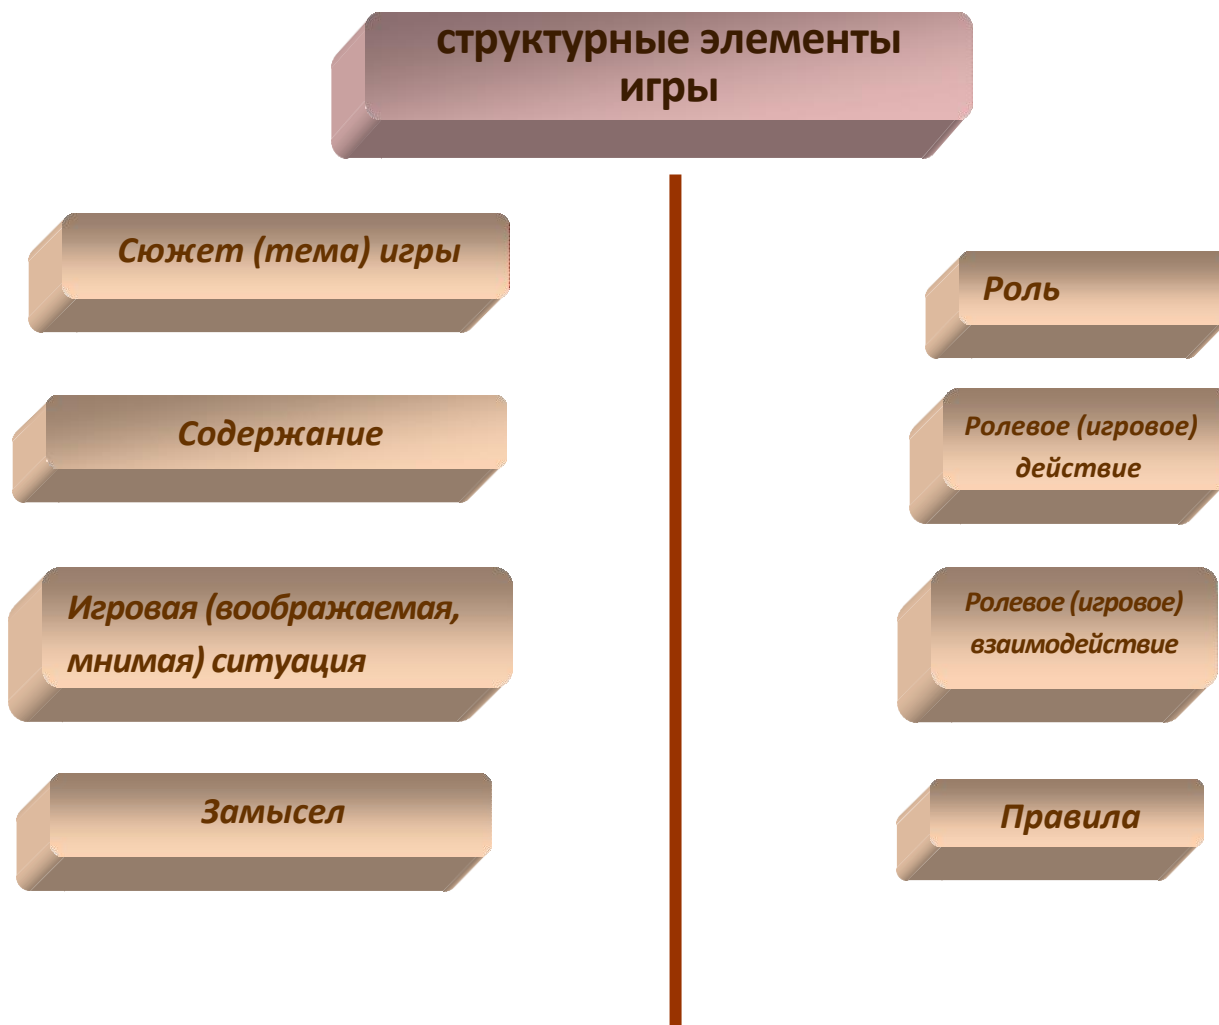 структурные элементы
игры
Сюжет (тема) игры
Содержание
Игровая (воображаемая,
мнимая) ситуация
Замысел
Роль
Ролевое (игровое)
действие
Ролевое (игровое)
взаимодействие
Правила